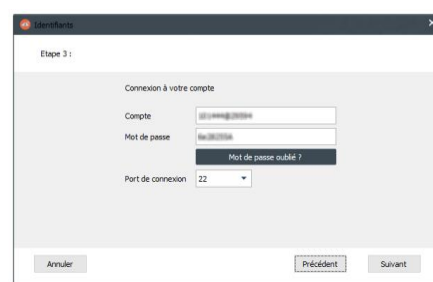 Identifiants
Etape 3 :
Connexion à votre compte
Compte
Mot de passe
Mot de passe oublié ?
Port de connexion 22
Annuler Précédent Suivant